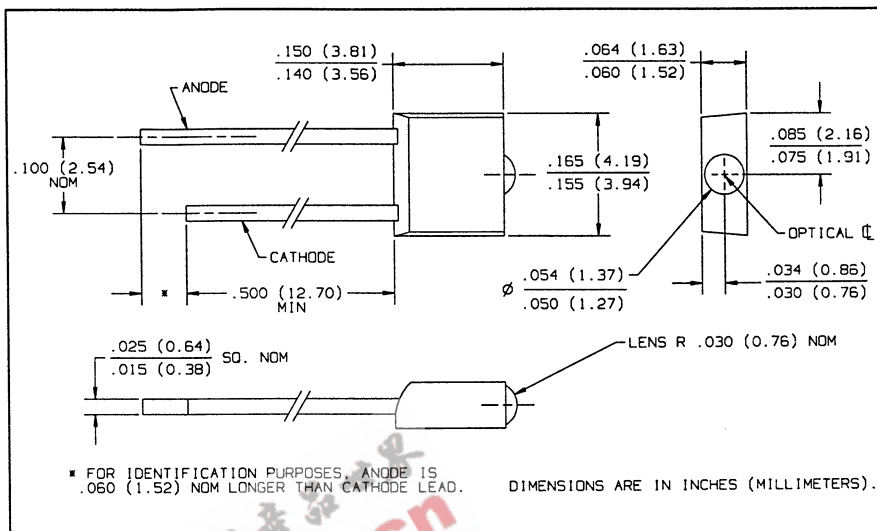 .150 (3.81)
.140 (3.56)
.064 (1.63)
.060 (1.52)
ANODE
.100 (2.54)
NOM
.165 (4.19)
.155 (3.94)
.085 (2.16)
.075 (1.91)
OPTICAL ℄
CATHODE
* .500 (12.70)
MIN
ø .054 (1.37)
.050 (1.27)
.034 (0.86)
.030 (0.76)
.025 (0.64)
.015 (0.38)
SQ. NOM
LENS R .030 (0.76) NOM
* FOR IDENTIFICATION PURPOSES, ANODE IS
.060 (1.52) NOM LONGER THAN CATHODE LEAD.
DIMENSIONS ARE IN INCHES (MILLIMETERS).